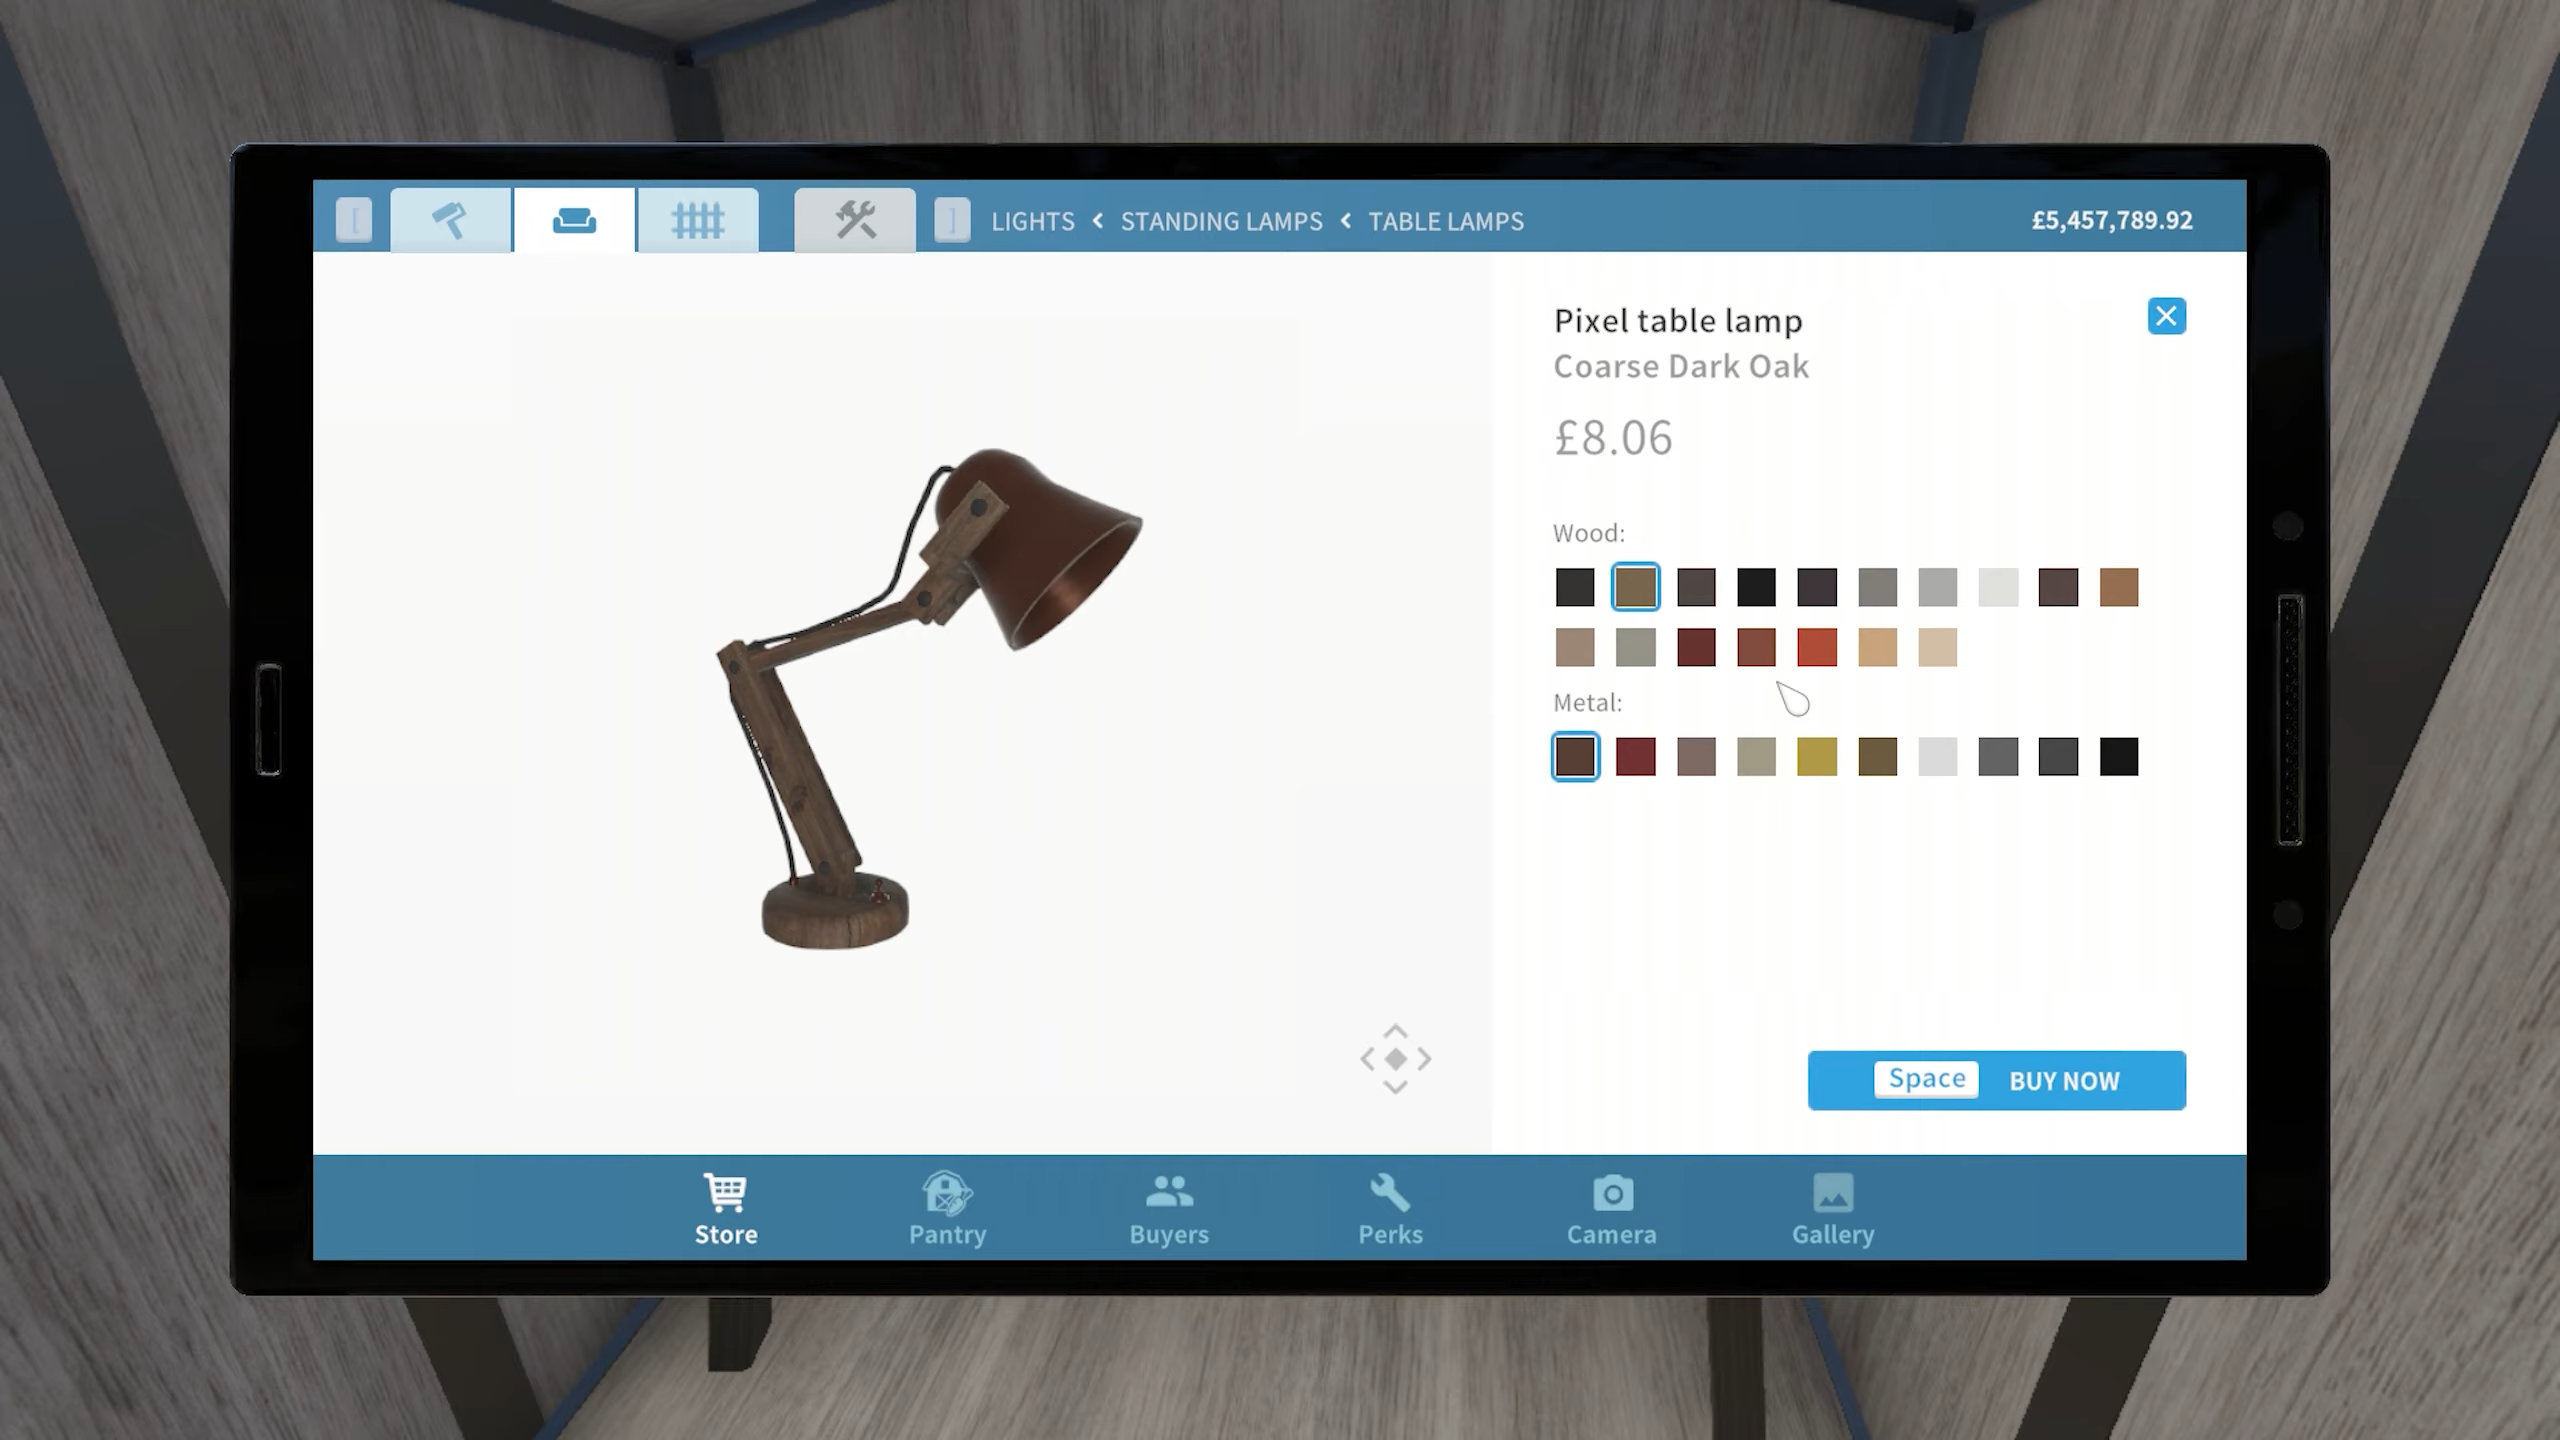 [
]
LIGHTS < STANDING LAMPS < TABLE LAMPS
£5,457,789.92
Pixel table lamp
Coarse Dark Oak
£8.06
Wood:
Metal:
Space BUY NOW
Store
Pantry
Buyers
Perks
Camera
Gallery